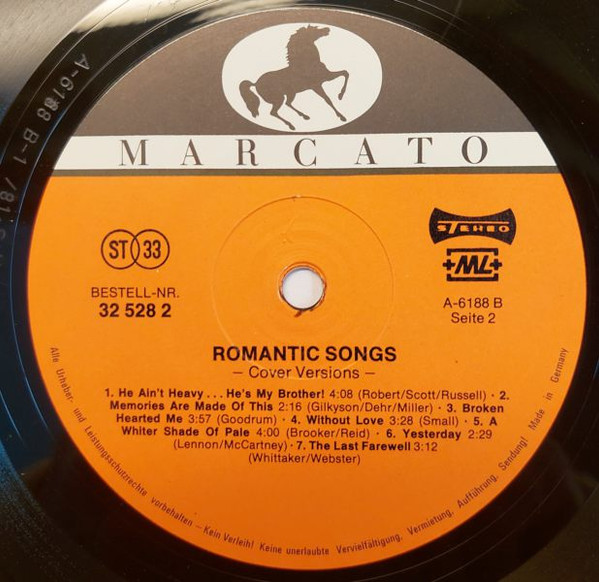 MARCATO
ST 33
STEREO
+ML+
BESTELL-NR.
32 528 2
A-6188 B
Seite 2
ROMANTIC SONGS
– Cover Versions –
1. He Ain't Heavy . . . He's My Brother! 4:08 (Robert/Scott/Russell) · 2.
Memories Are Made Of This 2:16 (Gilkyson/Dehr/Miller) · 3. Broken
Hearted Me 3:57 (Goodrum) · 4. Without Love 3:28 (Small) · 5. A
Whiter Shade Of Pale 4:00 (Brooker/Reid) · 6. Yesterday 2:29
(Lennon/McCartney) · 7. The Last Farewell 3:12
(Whittaker/Webster)
Alle Urheber- und Leistungsschutzrechte vorbehalten – Kein Verleih! Keine unerlaubte Vervielfältigung, Vermietung, Aufführung, Sendung! Made in Germany
A-6188 B-1 /81